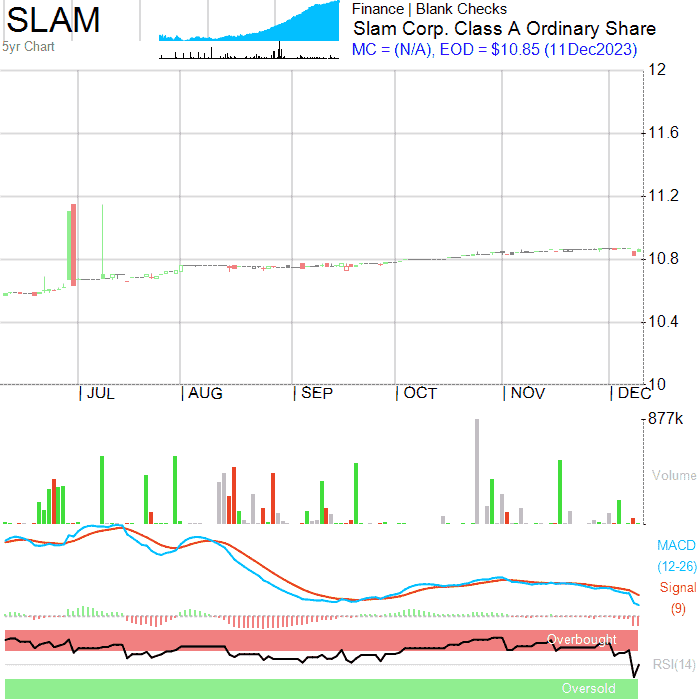 SLAM
5yr Chart
Finance | Blank Checks
Slam Corp. Class A Ordinary Share
MC = (N/A), EOD = $10.85 (11Dec2023)
12
11.6
11.2
10.8
10.4
10
| JUL | AUG | SEP | OCT | NOV | DEC
877k
Volume
MACD
(12-26)
Signal
(9)
Overbought
RSI(14)
Oversold